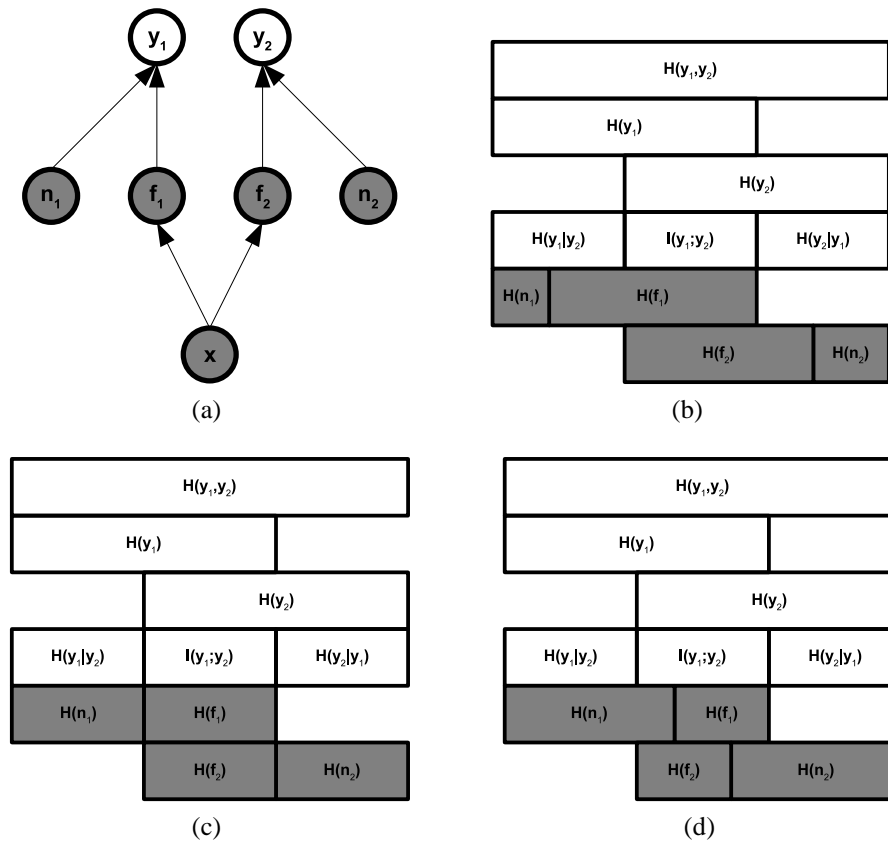 y₁ y₂
n₁ f₁ f₂ n₂
x
(a)
H(y₁,y₂)
H(y₁)
H(y₂)
H(y₁|y₂) I(y₁;y₂) H(y₂|y₁)
H(n₁) H(f₁)
H(f₂) H(n₂)
(b)
H(y₁,y₂)
H(y₁)
H(y₂)
H(y₁|y₂) I(y₁;y₂) H(y₂|y₁)
H(n₁) H(f₁)
H(f₂) H(n₂)
(c)
H(y₁,y₂)
H(y₁)
H(y₂)
H(y₁|y₂) I(y₁;y₂) H(y₂|y₁)
H(n₁) H(f₁)
H(f₂) H(n₂)
(d)